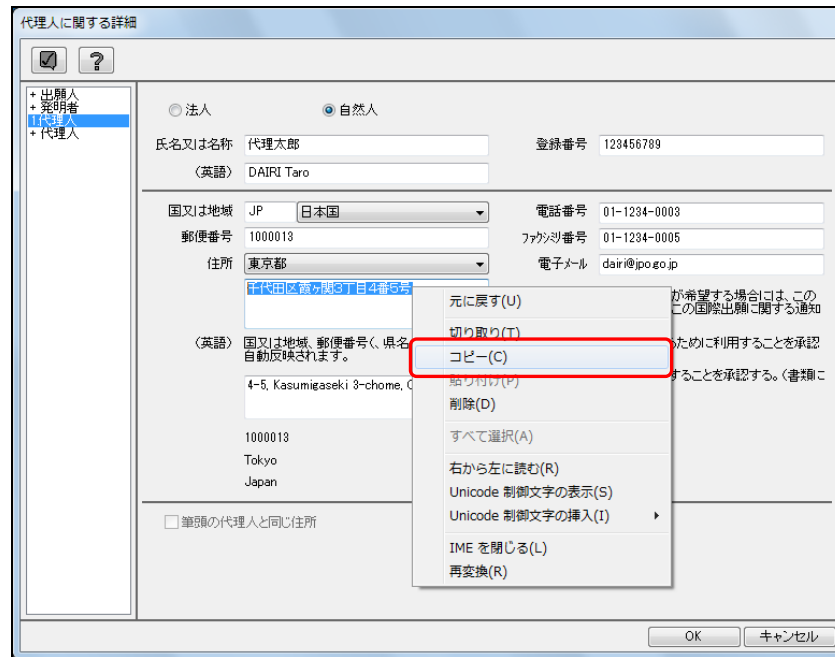 代理人に関する詳細
?
+ 出願人
+ 発明者
1代理人
+ 代理人
法人
自然人
氏名又は名称 代理太郎
登録番号 123456789
(英語) DAIRI Taro
国又は地域 JP 日本国
電話番号 01-1234-0003
郵便番号 1000013
ファクシミリ番号 01-1234-0005
住所 東京都
電子メール dairi@jpo.go.jp
千代田区霞ヶ関3丁目4番5号
が希望する場合には、この
この国際出願に関する通知
(英語) 国又は地域、郵便番号(、県名
自動反映されます。
ために利用することを承認
することを承認する。(書類に
4-5, Kasumigaseki 3-chome,
1000013
Tokyo
Japan
筆頭の代理人と同じ住所
元に戻す(U)
切り取り(T)
コピー(C)
貼り付け(P)
削除(D)
すべて選択(A)
右から左に読む(R)
Unicode 制御文字の表示(S)
Unicode 制御文字の挿入(I)
IME を閉じる(L)
再変換(R)
OK
キャンセル